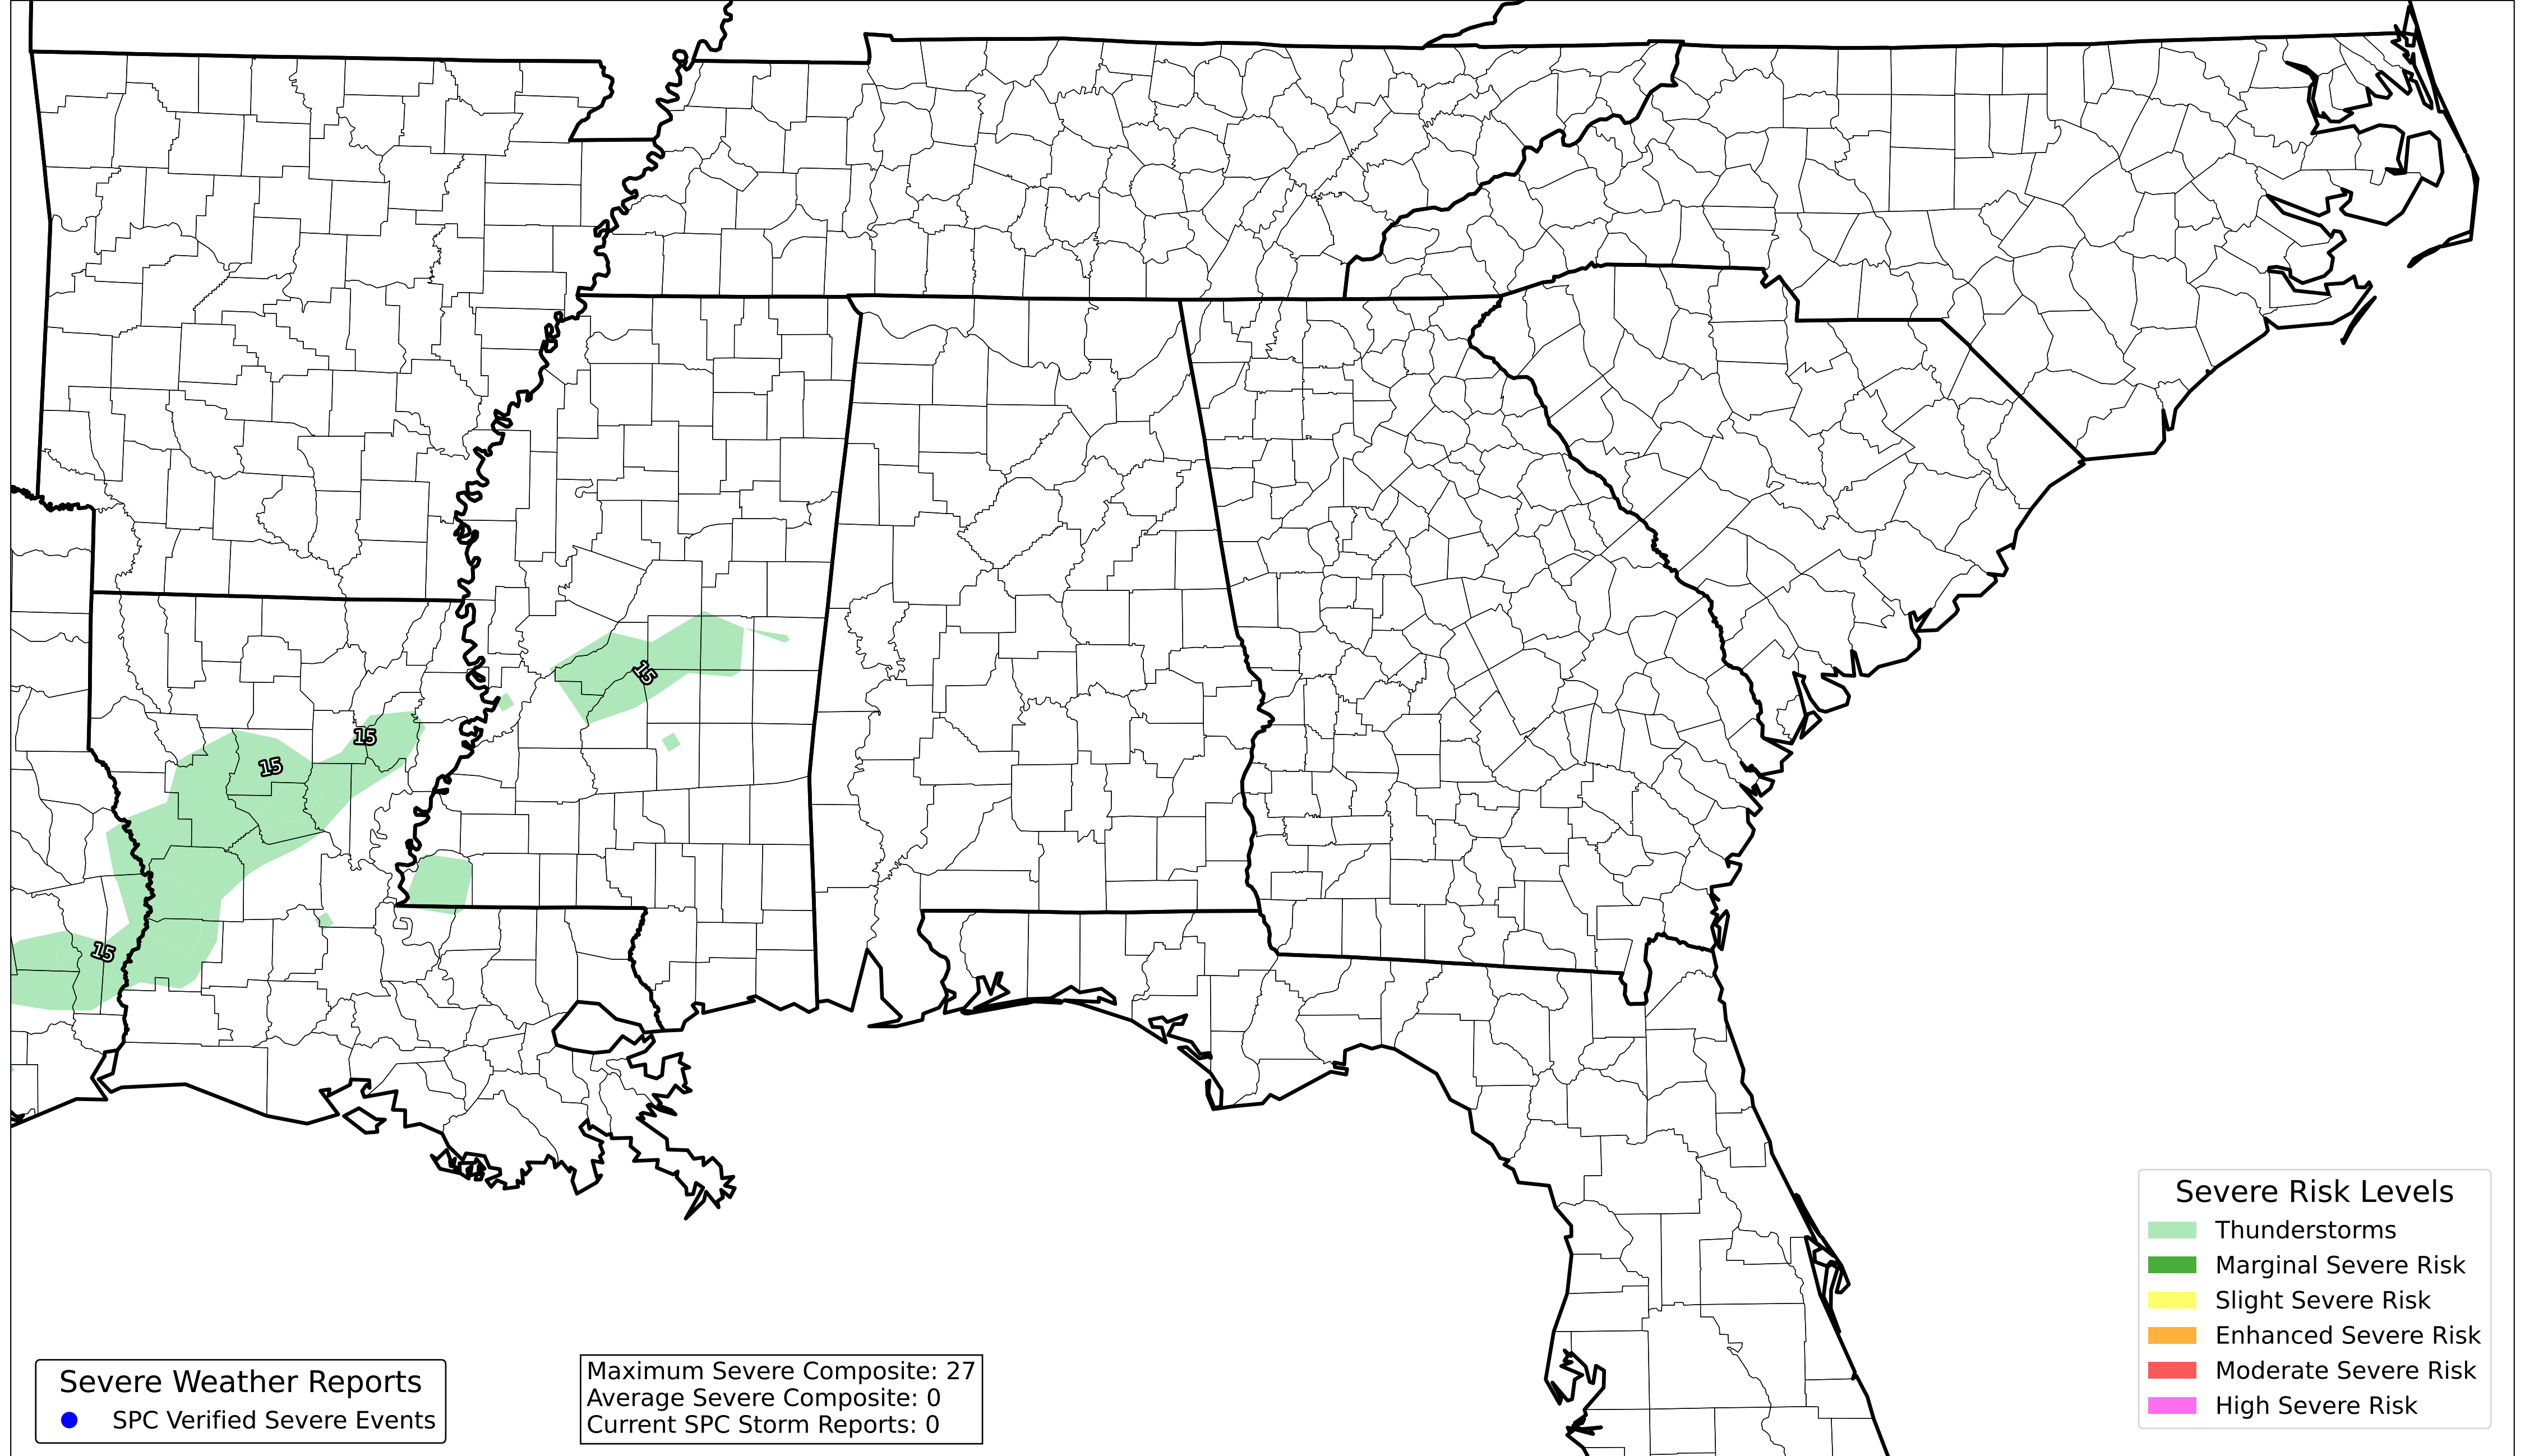 15
15
15
15
Severe Risk Levels
Thunderstorms
Marginal Severe Risk
Slight Severe Risk
Enhanced Severe Risk
Moderate Severe Risk
High Severe Risk
Severe Weather Reports
SPC Verified Severe Events
Maximum Severe Composite: 27
Average Severe Composite: 0
Current SPC Storm Reports: 0